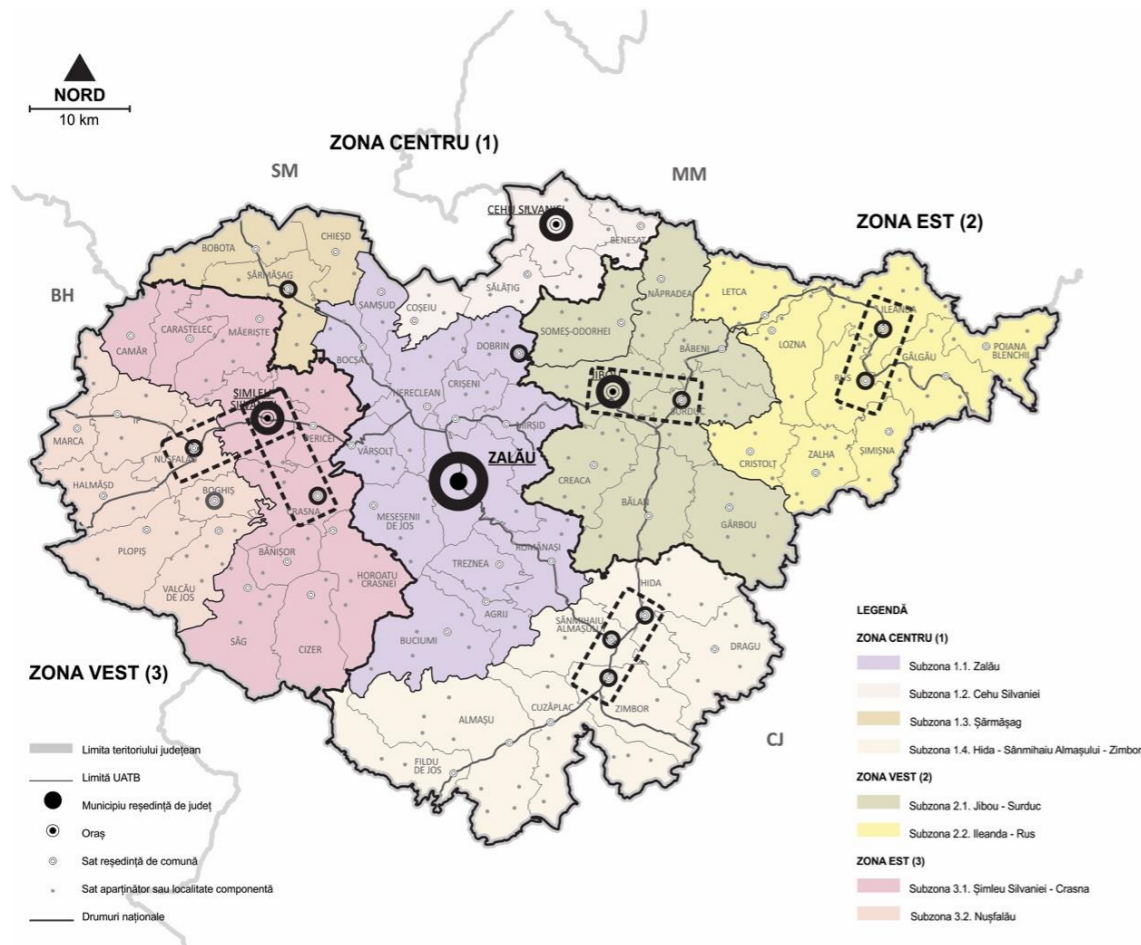 NORD
10 km
ZONA CENTRU (1)
SM
MM
ZONA EST (2)
BH
CEHU SILVANIEI
BENESAT
CHIEȘD
BOBOTA
SĂRMĂȘAG
SĂLĂȚIG
NĂPRADEA
LETCA
ILEANDA
SAMȘUD
COȘEIU
SOMEȘ-ODORHEI
CARASTELEC
MĂERIȘTE
CAMĂR
DOBRIN
BĂBENI
LOZNA
GÂLGĂU
POIANA
BLENCHII
BOCȘA
HERECLEAN
CRIȘENI
JIBOU
RUS
ȘIMLEU
SILVANIEI
SURDUC
MIRȘID
PERICEI
MARCA
IP
NUȘFALĂU
VÂRȘOLT
ZALĂU
ȘIMIȘNA
CRISTOLȚ
ZALHA
HALMĂȘD
BOGHIȘ
CRASNA
CREACA
BĂLAN
GÂRBOU
MESEȘENII
DE JOS
PLOPIȘ
BĂNIȘOR
TREZNEA
ROMÂNAȘI
VALCĂU
DE JOS
HOROATU
CRASNEI
HIDA
AGRIJ
SÂNMIHAIU
ALMAȘULUI
BUCIUMI
SÂG
CIZER
DRAGU
ZONA VEST (3)
CUZĂPLAC
ZIMBOR
ALMAȘU
FILDU
DE JOS
CJ
Limita teritoriului județean
Limită UATB
Municipiu reședință de județ
Oraș
Sat reședință de comună
Sat aparținător sau localitate componentă
Drumuri naționale
LEGENDĂ
ZONA CENTRU (1)
Subzona 1.1. Zalău
Subzona 1.2. Cehu Silvaniei
Subzona 1.3. Șărmășag
Subzona 1.4. Hida - Sânmihaiu Almașului - Zimbor
ZONA VEST (2)
Subzona 2.1. Jibou - Surduc
Subzona 2.2. Ileanda - Rus
ZONA EST (3)
Subzona 3.1. Șimleu Silvaniei - Crasna
Subzona 3.2. Nușfalău